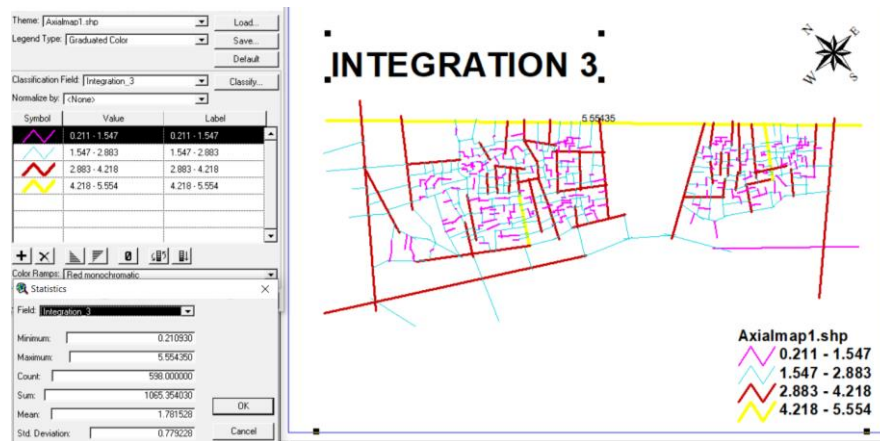 Theme: Axialmap1.shp
Load...
Legend Type: Graduated Color
Save...
Default
Classification Field: Integration_3
Classify...
Normalize by: <None>
Symbol Value Label
0.211 - 1.547 0.211 - 1.547
1.547 - 2.883 1.547 - 2.883
2.883 - 4.218 2.883 - 4.218
4.218 - 5.554 4.218 - 5.554
Color Ramps: Red monochromatic
Statistics
Field: Integration_3
Minimum: 0.210930
Maximum: 5.554350
Count: 598.000000
Sum: 1065.354030
Mean: 1.781528
Std. Deviation: 0.779228
OK
Cancel
INTEGRATION 3
N
E
W
S
5.55435
Axialmap1.shp
0.211 - 1.547
1.547 - 2.883
2.883 - 4.218
4.218 - 5.554